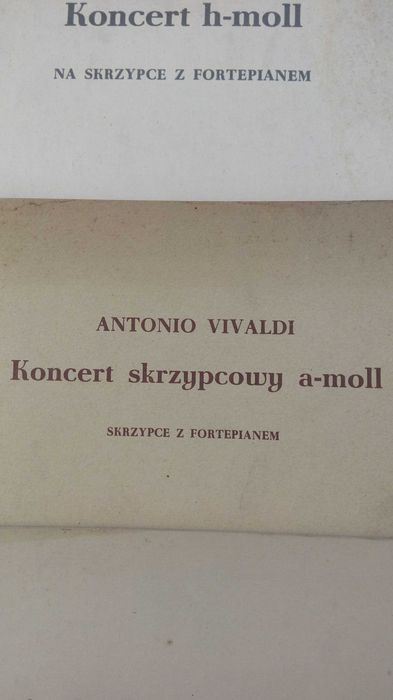 Koncert h-moll
NA SKRZYPCE Z FORTEPIANEM
ANTONIO VIVALDI
Koncert skrzypcowy a-moll
SKRZYPCE Z FORTEPIANEM